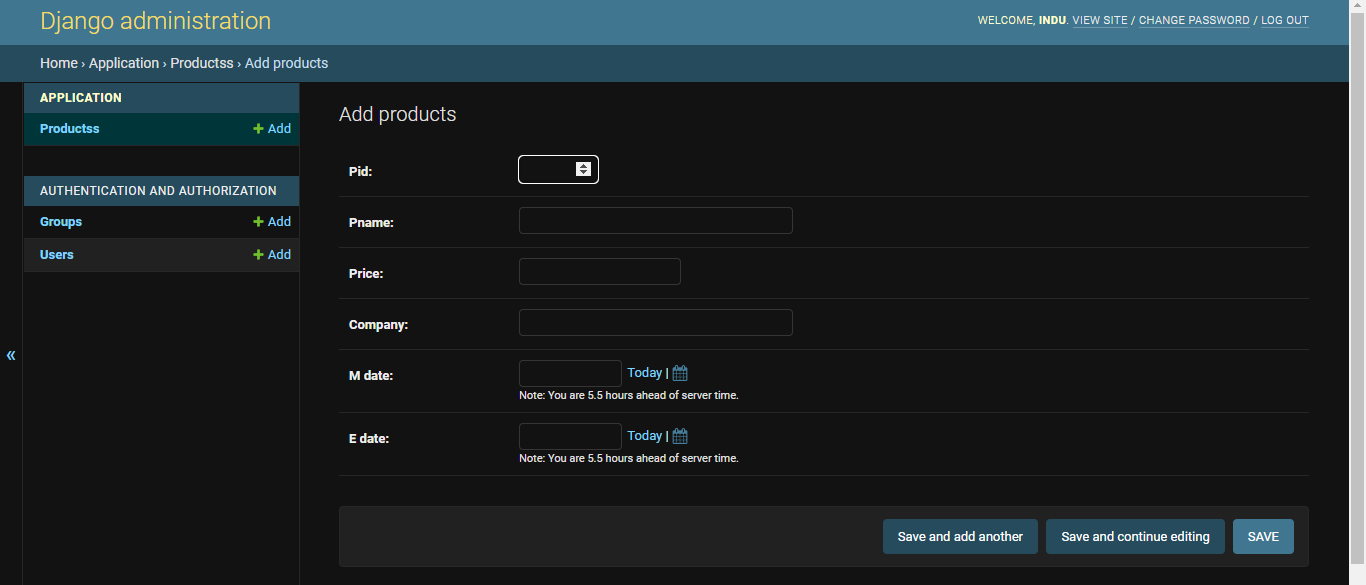 Django administration
WELCOME, INDU. VIEW SITE / CHANGE PASSWORD / LOG OUT
Home › Application › Productss › Add products
APPLICATION
Productss + Add
AUTHENTICATION AND AUTHORIZATION
Groups + Add
Users + Add
«
Add products
Pid:
Pname:
Price:
Company:
M date: Today |
Note: You are 5.5 hours ahead of server time.
E date: Today |
Note: You are 5.5 hours ahead of server time.
Save and add another Save and continue editing SAVE